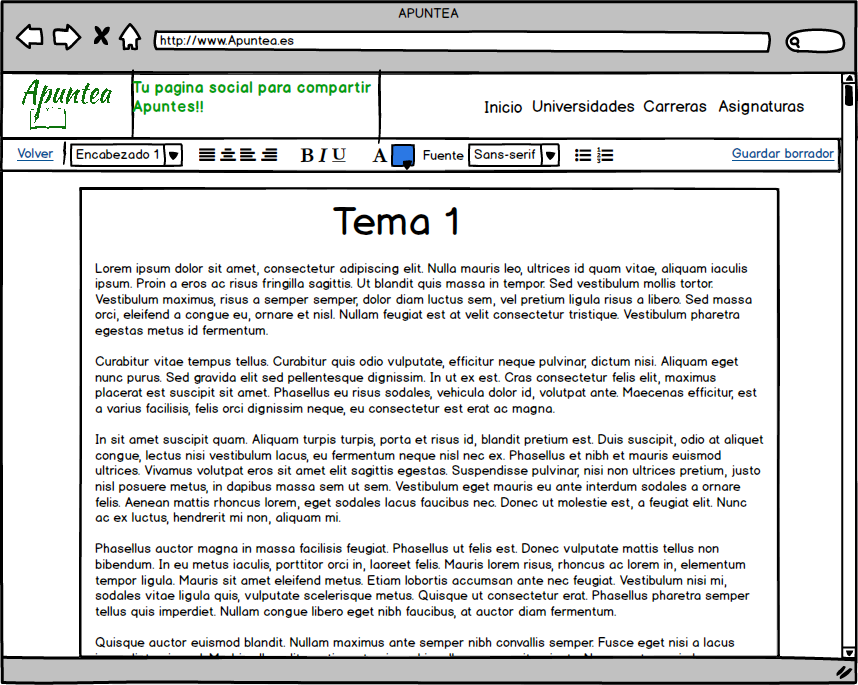 APUNTEA
http://www.Apuntea.es
Apuntea
Tu pagina social para compartir
Apuntes!!
Inicio Universidades Carreras Asignaturas
Volver Encabezado 1 B I U A Fuente Sans-serif Guardar borrador
Tema 1
Lorem ipsum dolor sit amet, consectetur adipiscing elit. Nulla mauris leo, ultrices id quam vitae, aliquam iaculis
ipsum. Proin a eros ac risus fringilla sagittis. Ut blandit quis massa in tempor. Sed vestibulum mollis tortor.
Vestibulum maximus, risus a semper semper, dolor diam luctus sem, vel pretium ligula risus a libero. Sed massa
orci, eleifend a congue eu, ornare et nisl. Nullam feugiat est at velit consectetur tristique. Vestibulum pharetra
egestas metus id fermentum.
Curabitur vitae tempus tellus. Curabitur quis odio vulputate, efficitur neque pulvinar, dictum nisi. Aliquam eget
nunc purus. Sed gravida elit sed pellentesque dignissim. In ut ex est. Cras consectetur felis elit, maximus
placerat est suscipit sit amet. Phasellus eu risus sodales, vehicula dolor id, volutpat ante. Maecenas efficitur, est
a varius facilisis, felis orci dignissim neque, eu consectetur est erat ac magna.
In sit amet suscipit quam. Aliquam turpis turpis, porta et risus id, blandit pretium est. Duis suscipit, odio at aliquet
congue, lectus nisi vestibulum lacus, eu fermentum neque nisl nec ex. Phasellus et nibh et mauris euismod
ultrices. Vivamus volutpat eros sit amet elit sagittis egestas. Suspendisse pulvinar, nisi non ultrices pretium, justo
nisl posuere metus, in dapibus massa sem ut sem. Vestibulum eget mauris eu ante interdum sodales a ornare
felis. Aenean mattis rhoncus lorem, eget sodales lacus faucibus nec. Donec ut molestie est, a feugiat elit. Nunc
ac ex luctus, hendrerit mi non, aliquam mi.
Phasellus auctor magna in massa facilisis feugiat. Phasellus ut felis est. Donec vulputate mattis tellus non
bibendum. In eu metus iaculis, porttitor orci in, laoreet felis. Mauris lorem risus, rhoncus ac lorem in, elementum
tempor ligula. Mauris sit amet eleifend metus. Etiam lobortis accumsan ante nec feugiat. Vestibulum nisi mi,
sodales vitae ligula quis, vulputate scelerisque metus. Quisque ut consectetur erat. Phasellus pharetra semper
tellus quis imperdiet. Nullam congue libero eget nibh faucibus, at auctor diam fermentum.
Quisque auctor euismod blandit. Nullam maximus ante semper nibh convallis semper. Fusce eget nisi a lacus